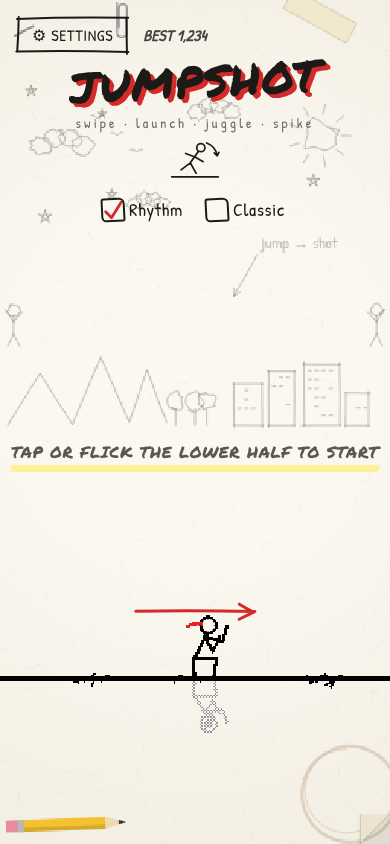 ⚙ SETTINGS
BEST 1,234
JUMPSHOT
swipe · launch · juggle · spike
Rhythm
Classic
jump → shot
TAP OR FLICK THE LOWER HALF TO START